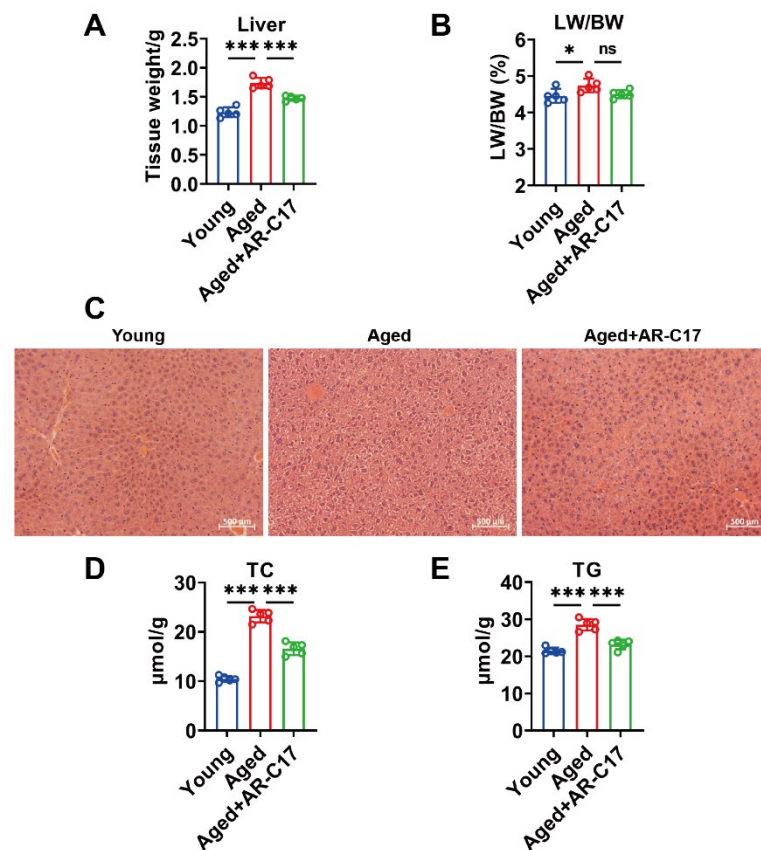 A
Liver
*** ***
Tissue weight/g
2.5
2.0
1.5
1.0
0.5
0.0
Young
Aged
Aged+AR-C17
B
LW/BW
* ns
LW/BW (%)
6
5
4
3
2
Young
Aged
Aged+AR-C17
C
Young
Aged
Aged+AR-C17
500 μm
500 μm
500 μm
D
TC
*** ***
μmol/g
30
20
10
0
Young
Aged
Aged+AR-C17
E
TG
*** ***
μmol/g
40
30
20
10
0
Young
Aged
Aged+AR-C17